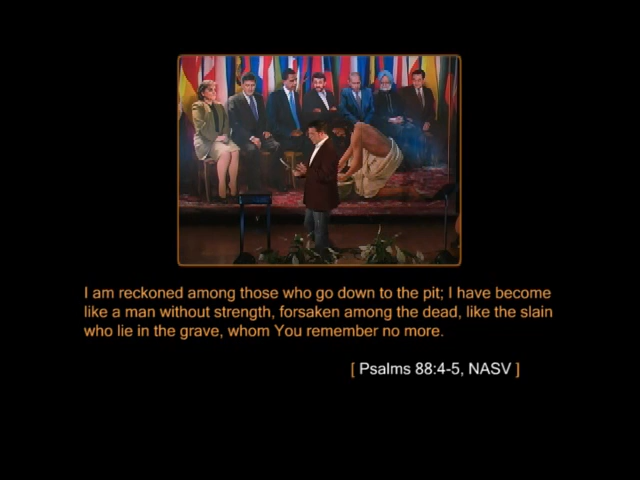 I am reckoned among those who go down to the pit; I have become
like a man without strength, forsaken among the dead, like the slain
who lie in the grave, whom You remember no more.
[ Psalms 88:4-5, NASV ]